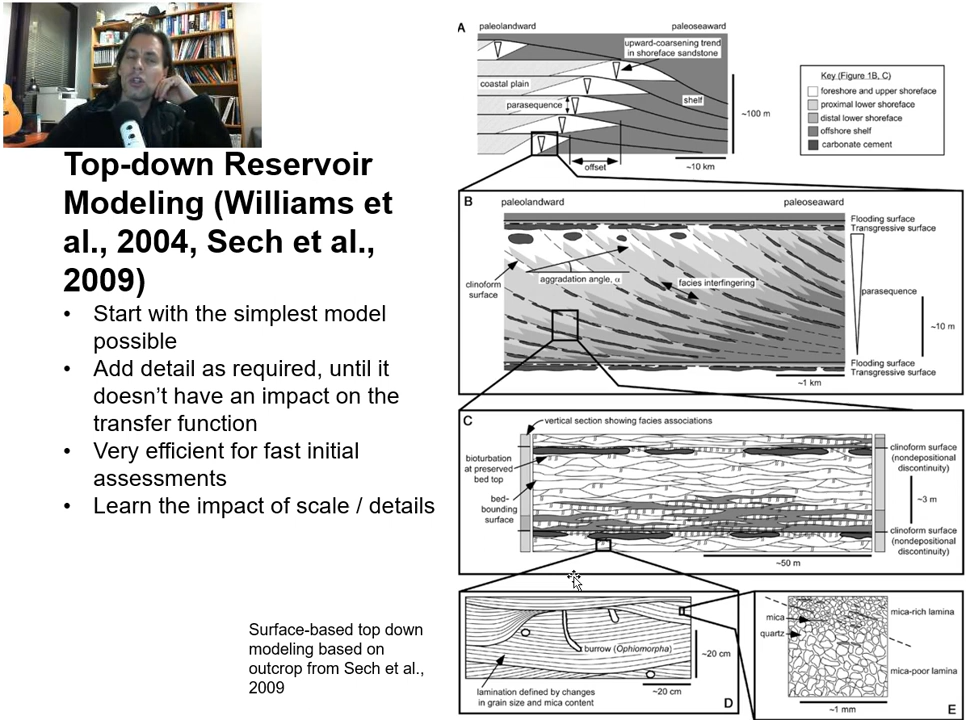 Top-down Reservoir
Modeling (Williams et
al., 2004, Sech et al.,
2009)
• Start with the simplest model
possible
• Add detail as required, until it
doesn't have an impact on the
transfer function
• Very efficient for fast initial
assessments
• Learn the impact of scale / details
Surface-based top down
modeling based on
outcrop from Sech et al.,
2009
A
paleolandward
paleoseaward
upward-coarsening trend
in shoreface sandstone
coastal plain
parasequence
shelf
offset
~10 km
~100 m
Key (Figure 1B, C)
foreshore and upper shoreface
proximal lower shoreface
distal lower shoreface
offshore shelf
carbonate cement
B
paleolandward
paleoseaward
Flooding surface
Transgressive surface
clinoform
surface
aggradation angle, α
facies interfingering
parasequence
~10 m
Flooding surface
Transgressive surface
~1 km
C
vertical section showing facies associations
bioturbation
at preserved
bed top
bed-
bounding
surface
clinoform surface
(nondepositional
discontinuity)
~3 m
clinoform surface
(nondepositional
discontinuity)
~50 m
burrow (Ophiomorpha)
~20 cm
lamination defined by changes
in grain size and mica content
~20 cm
D
mica
quartz
mica-rich lamina
mica-poor lamina
~1 mm
E